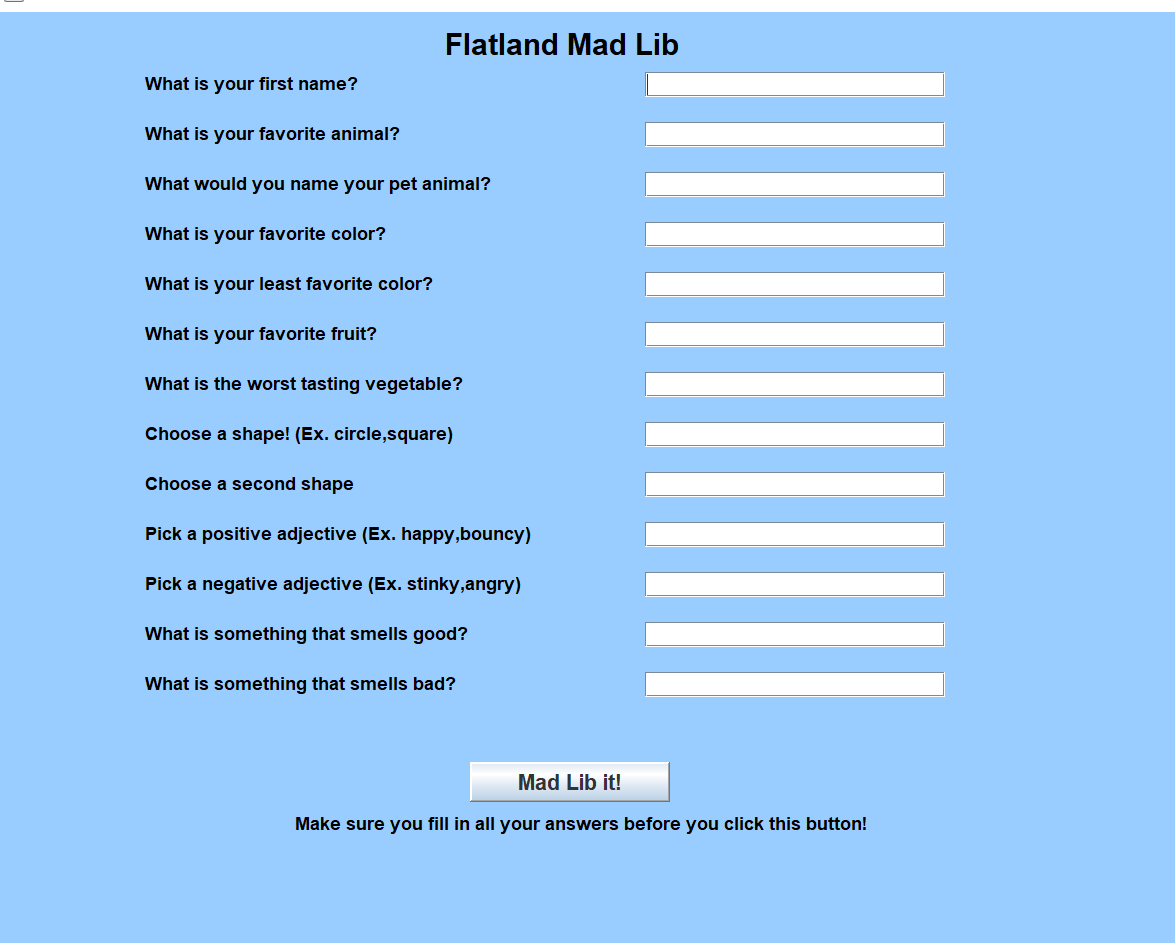 Flatland Mad Lib
What is your first name?
What is your favorite animal?
What would you name your pet animal?
What is your favorite color?
What is your least favorite color?
What is your favorite fruit?
What is the worst tasting vegetable?
Choose a shape! (Ex. circle,square)
Choose a second shape
Pick a positive adjective (Ex. happy,bouncy)
Pick a negative adjective (Ex. stinky,angry)
What is something that smells good?
What is something that smells bad?
Mad Lib it!
Make sure you fill in all your answers before you click this button!